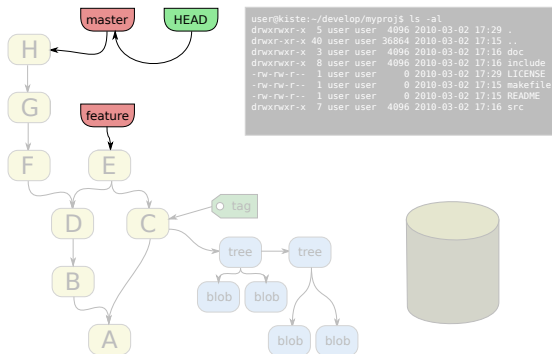 master
HEAD
H
G
feature
F
E
D
C
tag
B
tree
tree
blob
blob
A
blob
blob
user@kiste:~/develop/myproj$ ls -al
drwxrwxr-x  5 user user  4096 2010-03-02 17:29 .
drwxr-xr-x 40 user user 36864 2010-03-02 17:15 ..
drwxrwxr-x  3 user user  4096 2010-03-02 17:16 doc
drwxrwxr-x  8 user user  4096 2010-03-02 17:16 include
-rw-rw-r--  1 user user     0 2010-03-02 17:29 LICENSE
-rw-rw-r--  1 user user     0 2010-03-02 17:15 makefile
-rw-rw-r--  1 user user     0 2010-03-02 17:15 README
drwxrwxr-x  7 user user  4096 2010-03-02 17:16 src